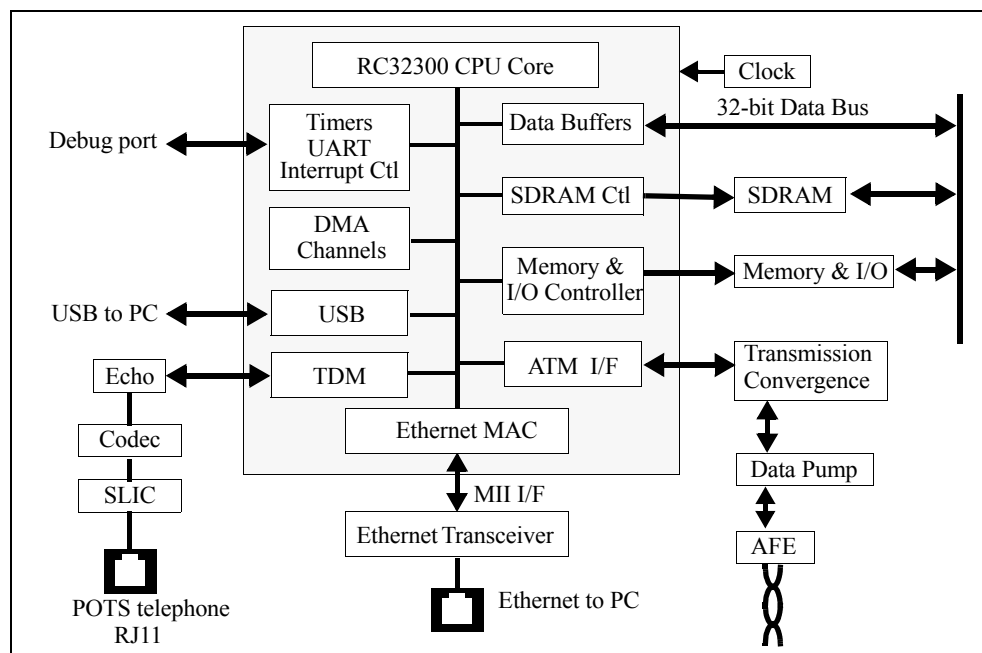 RC32300 CPU Core
Clock
32-bit Data Bus
Debug port
Timers
UART
Interrupt Ctl
Data Buffers
SDRAM Ctl
SDRAM
DMA
Channels
Memory &
I/O Controller
Memory & I/O
USB to PC
USB
Echo
TDM
ATM I/F
Transmission
Convergence
Codec
Ethernet MAC
Data Pump
SLIC
MII I/F
Ethernet Transceiver
AFE
POTS telephone
RJ11
Ethernet to PC